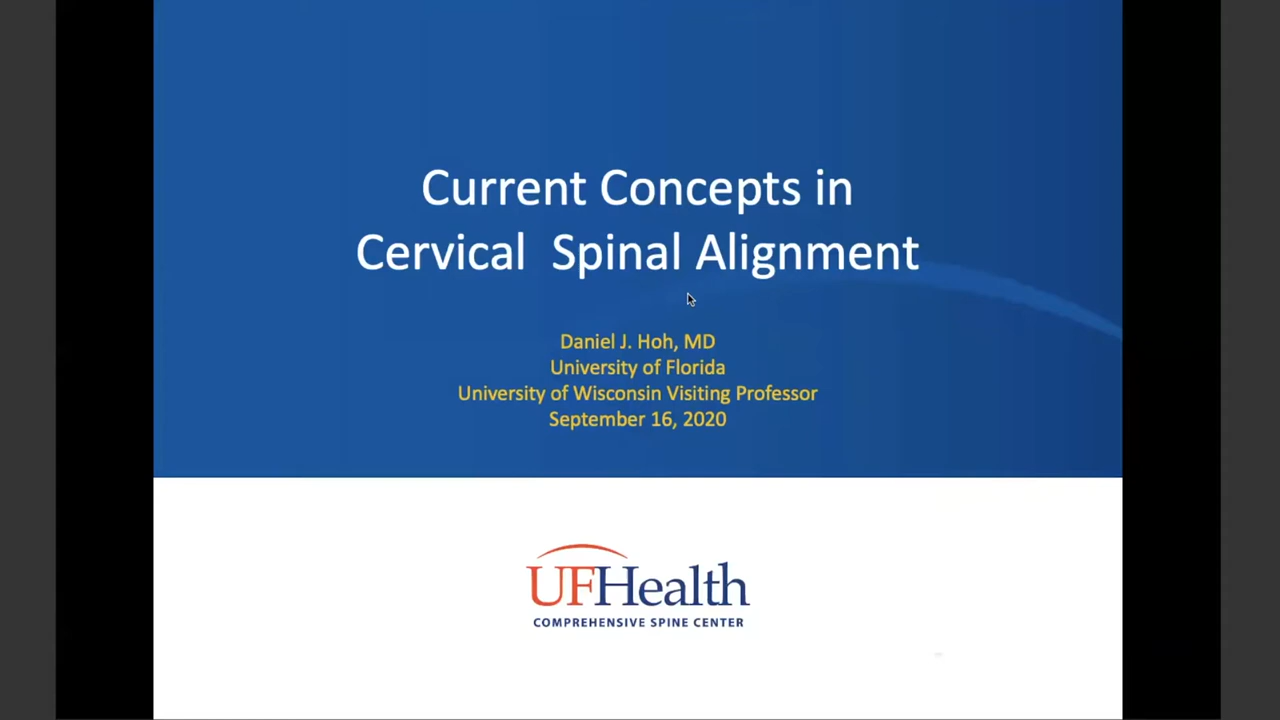 Current Concepts in
Cervical  Spinal Alignment
Daniel J. Hoh, MD
University of Florida
University of Wisconsin Visiting Professor
September 16, 2020
UFHealth
COMPREHENSIVE SPINE CENTER